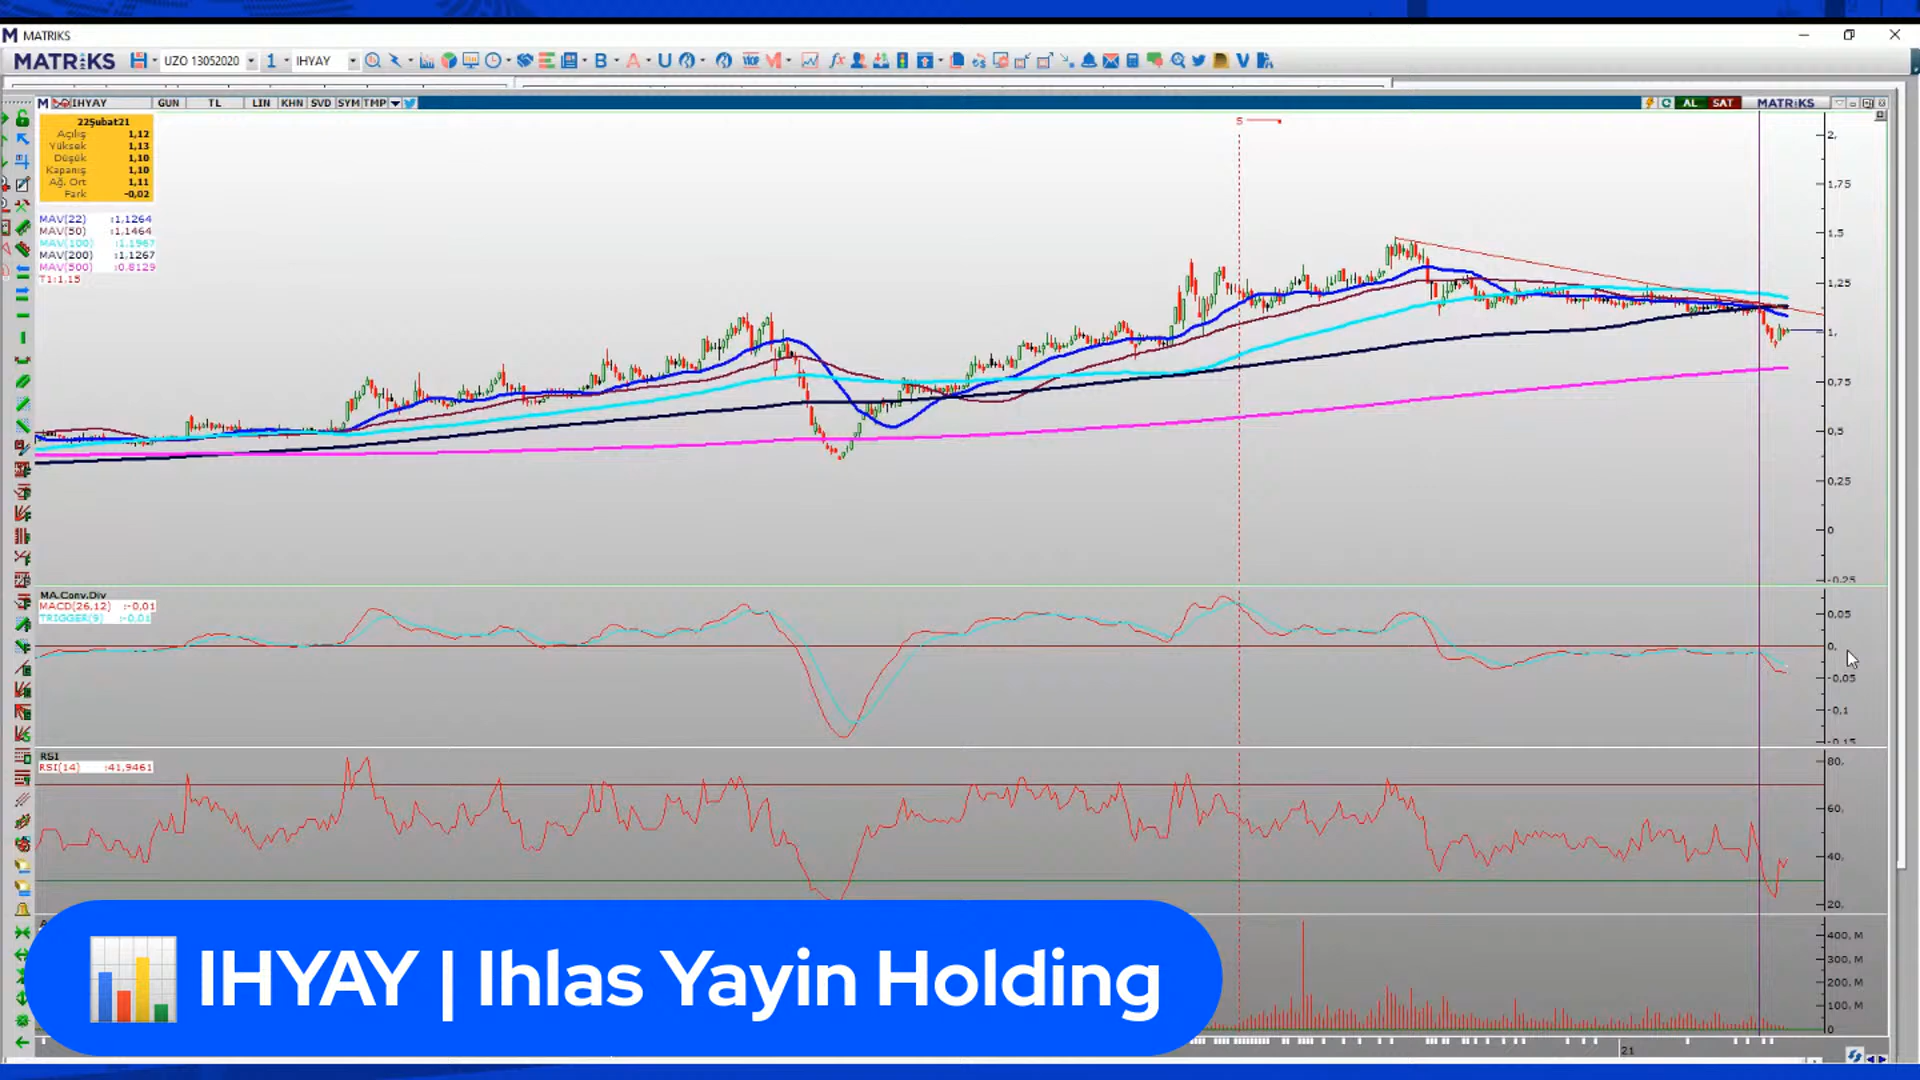 MATRIKS
MATRiKS UZO 13052020 1 IHYAY
IHYAY GUN TL LIN KHN SVD SYM TMP AL SAT MATRiKS
22Şubat21
Açılış 1,12
Yüksek 1,13
Düşük 1,10
Kapanış 1,10
Ağ. Ort 1,11
Fark -0,02
MAV(22) :1,1264
MAV(50) :1,1464
MAV(100) :1,1967
MAV(200) :1,1267
MAV(500) :0,8129
T1:1,15
S
2,
1,75
1,5
1,25
1,
0,75
0,5
0,25
0
-0,25
MA.Conv.Div
MACD(26,12) :-0,01
TRIGGER(9) :-0,01
0,05
0,
-0,05
-0,1
-0,15
RSI
RSI(14) :41,9461
80,
60,
40,
20,
400, M
300, M
200, M
100, M
0
IHYAY | Ihlas Yayin Holding
21